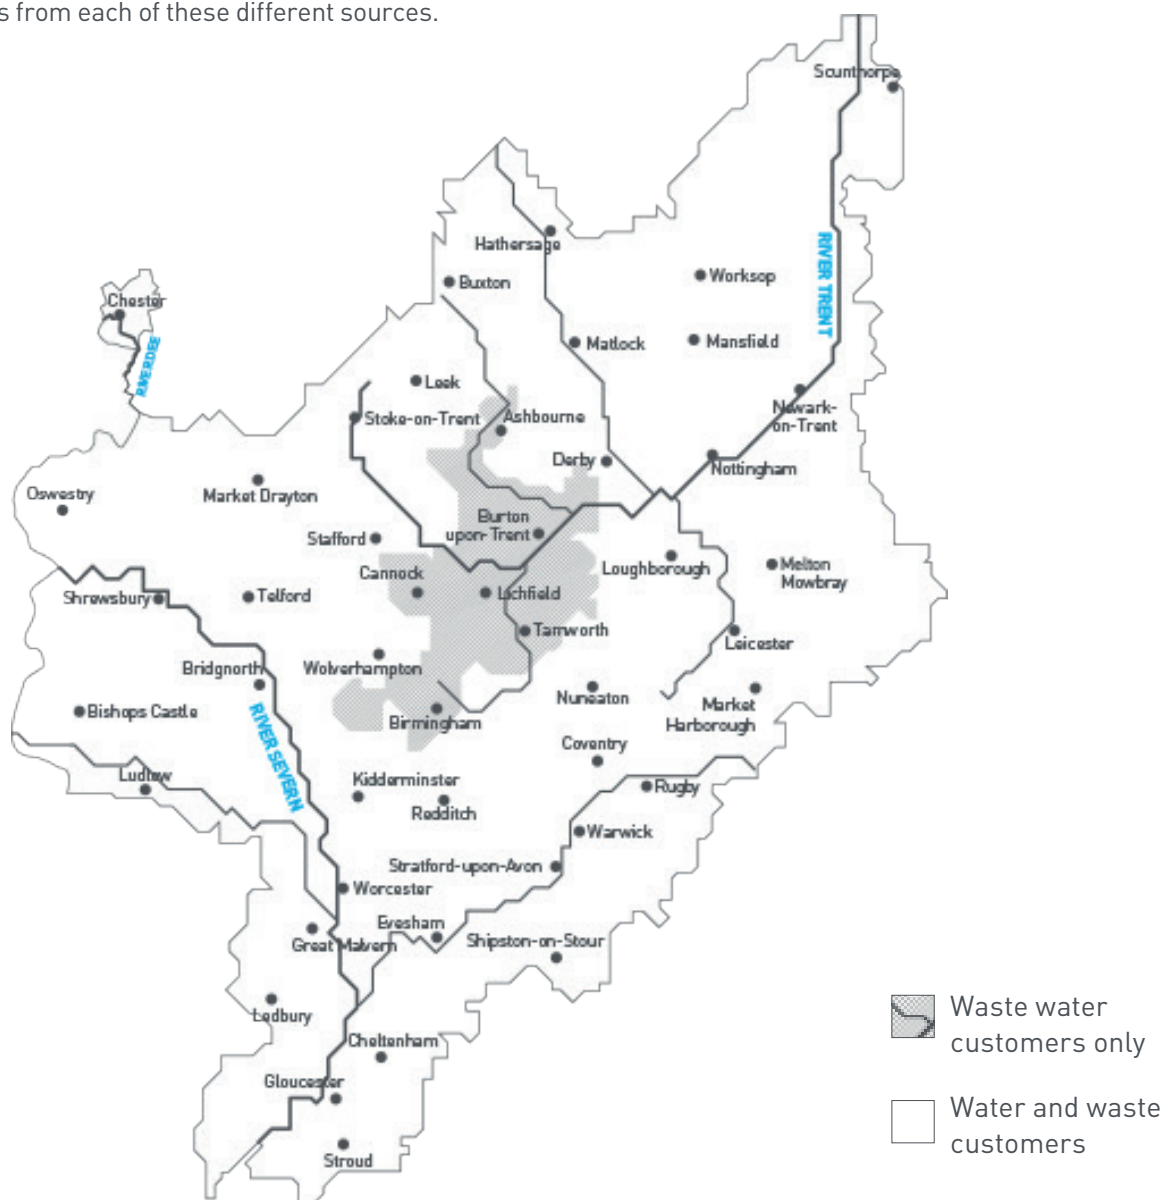 s from each of these different sources.
Scunthorpe
Hathersage
RIVER TRENT
Buxton
Worksop
Chester
RIVER DEE
Matlock
Mansfield
Leek
Stoke-on-Trent
Ashbourne
Newark-
on-Trent
Derby
Nottingham
Oswestry
Market Drayton
Burton
upon-Trent
Stafford
Cannock
Loughborough
Melton
Mowbray
Shrewsbury
Telford
Lichfield
Tamworth
Leicester
Bridgnorth
Wolverhampton
Nuneaton
Market
Harborough
Bishops Castle
RIVER SEVERN
Birmingham
Coventry
Ludlow
Kidderminster
Redditch
Rugby
Warwick
Stratford-upon-Avon
Worcester
Evesham
Great Malvern
Shipston-on-Stour
Ledbury
Cheltenham
Gloucester
Stroud
Waste water
customers only
Water and waste
customers